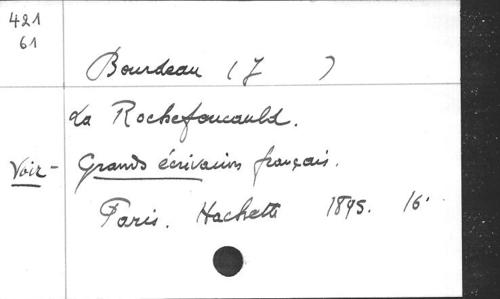 421
61
Bourdeau (J )
La Rochefoucauld.
Voir - Grands écrivains français.
Paris. Hachette 1895. 16.